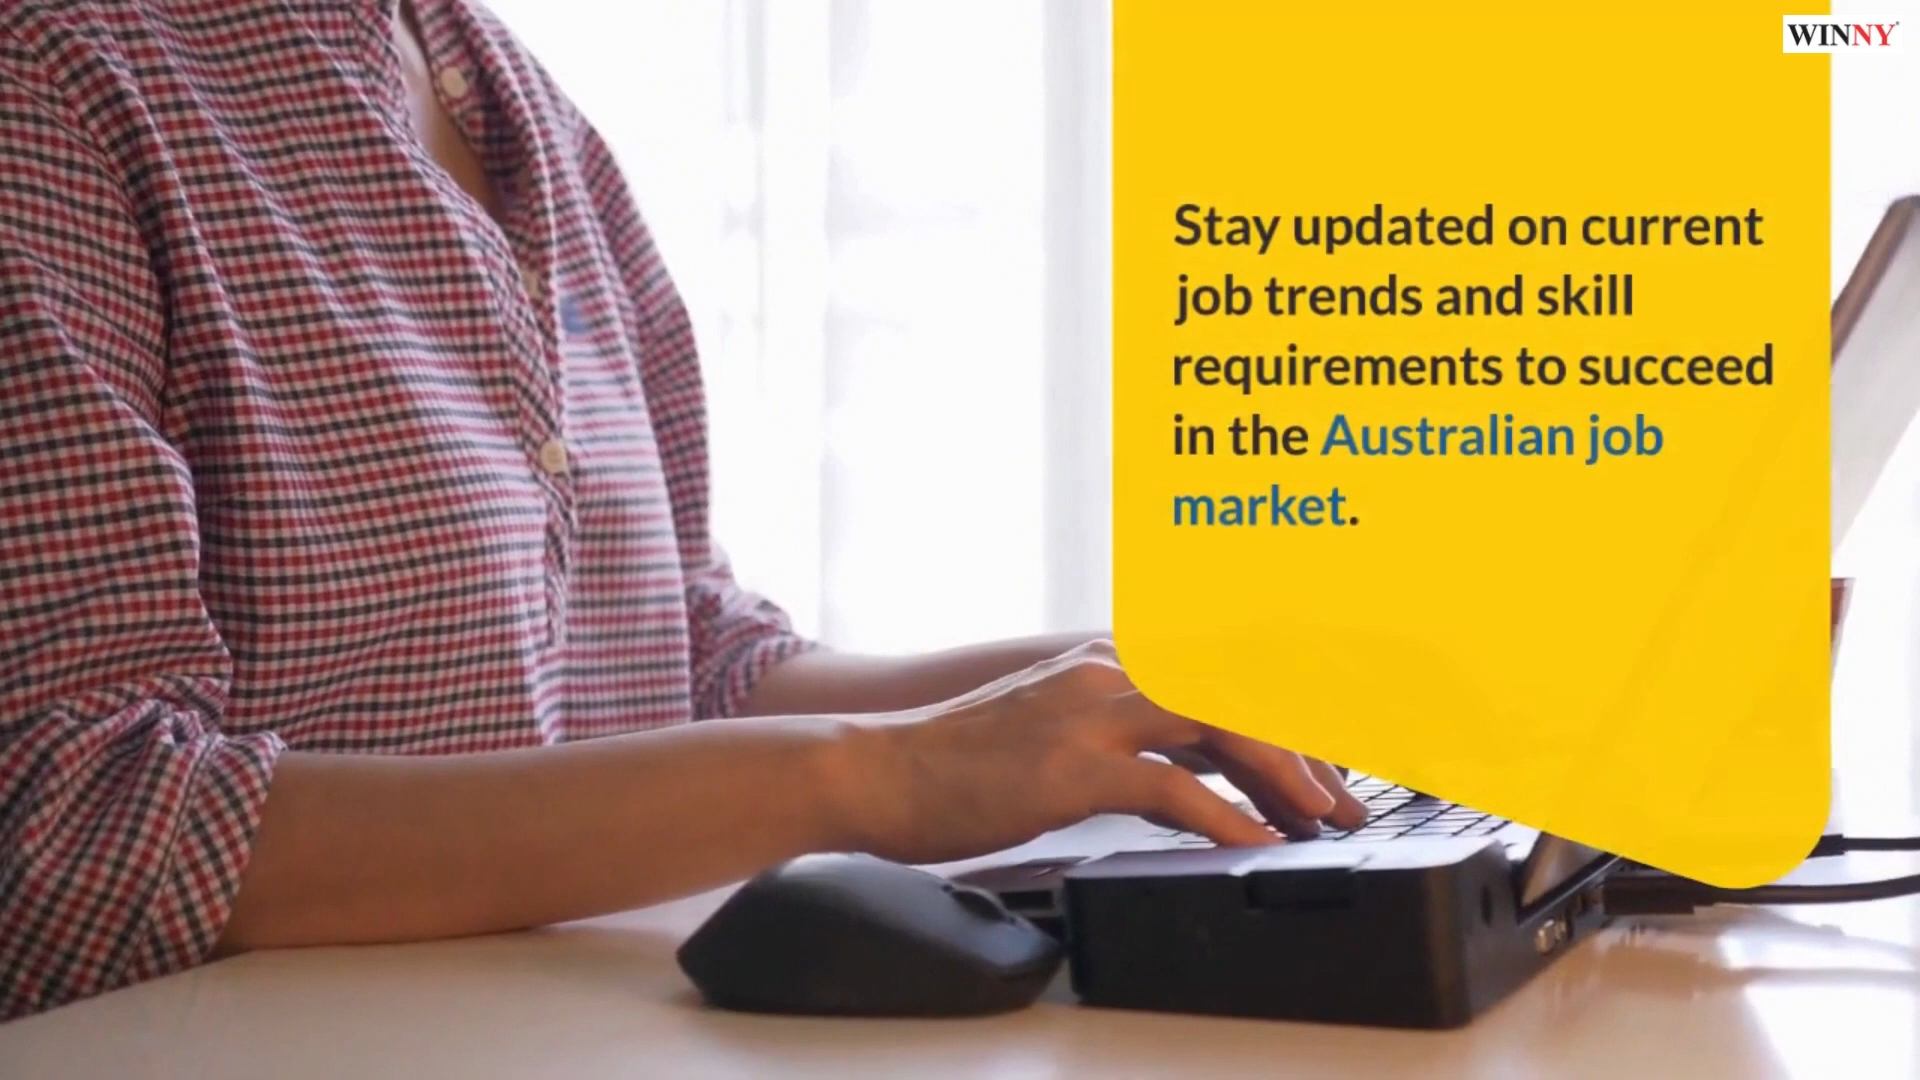 WINNY
Stay updated on current
job trends and skill
requirements to succeed
in the Australian job
market.